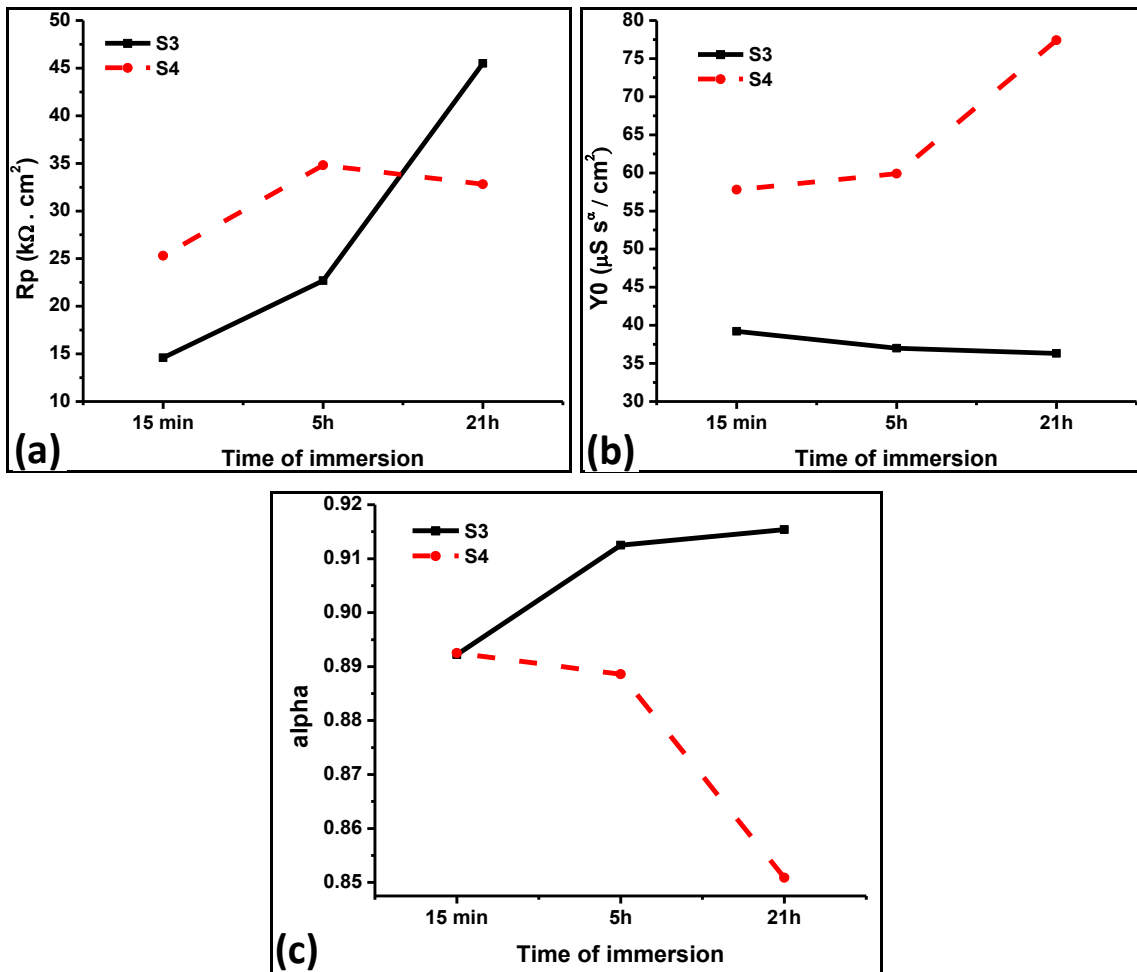 50
45
40
35
30
25
20
15
10
Rp (kΩ . cm²)
S3
S4
15 min 5h 21h
Time of immersion
(a)
80
75
70
65
60
55
50
45
40
35
30
Y0 (μS s^α / cm²)
S3
S4
15 min 5h 21h
Time of immersion
(b)
0.92
0.91
0.90
0.89
0.88
0.87
0.86
0.85
alpha
S3
S4
15 min 5h 21h
Time of immersion
(c)